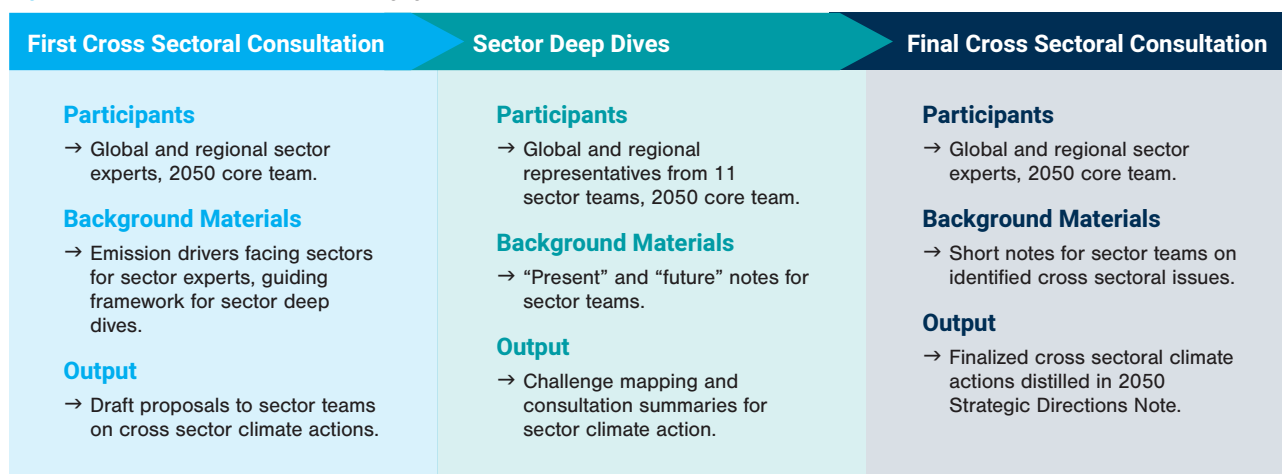 First Cross Sectoral Consultation
Participants
→ Global and regional sector
experts, 2050 core team.
Background Materials
→ Emission drivers facing sectors
for sector experts, guiding
framework for sector deep
dives.
Output
→ Draft proposals to sector teams
on cross sector climate actions.
Sector Deep Dives
Participants
→ Global and regional
representatives from 11
sector teams, 2050 core team.
Background Materials
→ “Present” and “future” notes for
sector teams.
Output
→ Challenge mapping and
consultation summaries for
sector climate action.
Final Cross Sectoral Consultation
Participants
→ Global and regional sector
experts, 2050 core team.
Background Materials
→ Short notes for sector teams on
identified cross sectoral issues.
Output
→ Finalized cross sectoral climate
actions distilled in 2050
Strategic Directions Note.